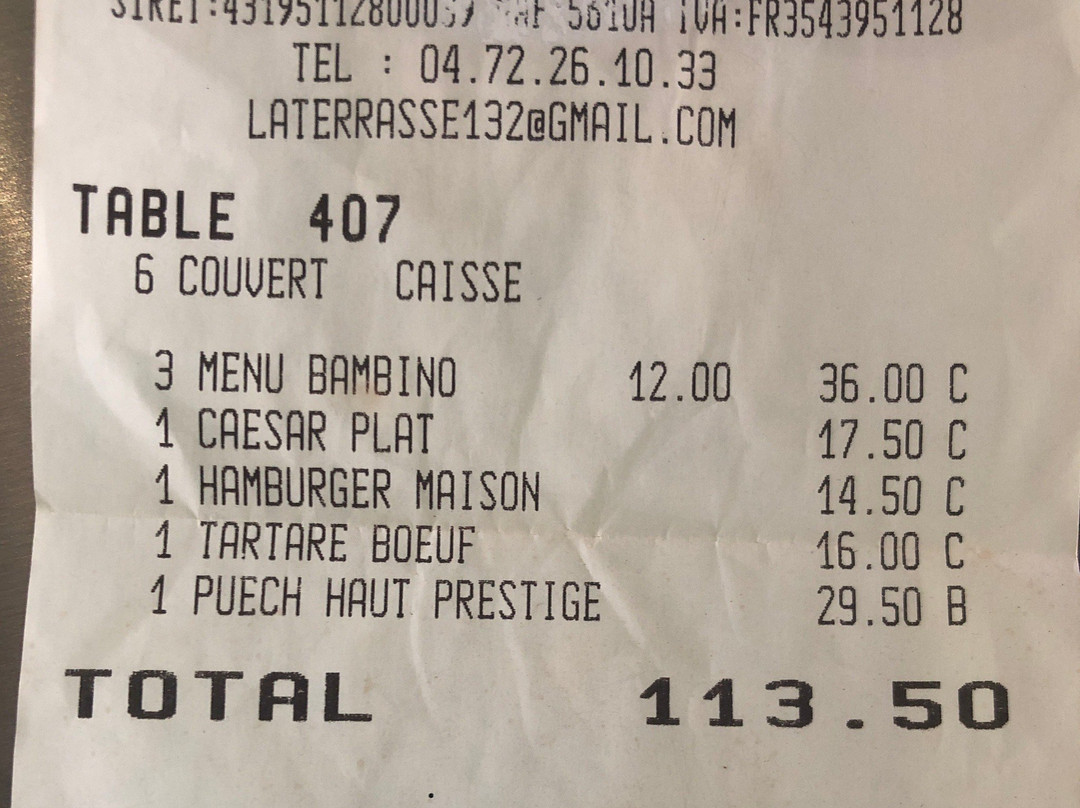 TVA:FR3543951128
TEL : 04.72.26.10.33
LATERRASSE132@GMAIL.COM
TABLE 407
6 COUVERT CAISSE
3 MENU BAMBINO 12.00 36.00 C
1 CAESAR PLAT 17.50 C
1 HAMBURGER MAISON 14.50 C
1 TARTARE BOEUF 16.00 C
1 PUECH HAUT PRESTIGE 29.50 B
TOTAL 113.50